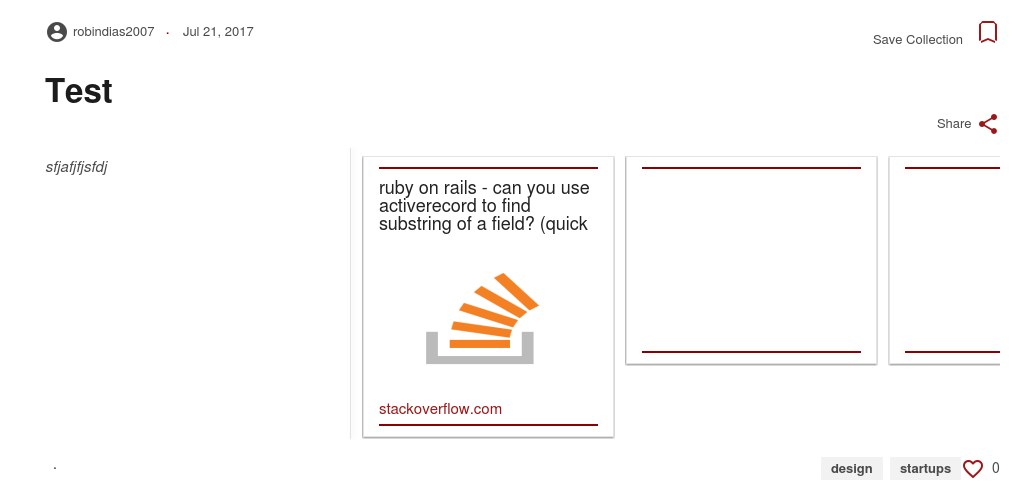 robindias2007 · Jul 21, 2017
Save Collection
Test
Share
sfjafjfjsfdj
ruby on rails - can you use
activerecord to find
substring of a field? (quick
stackoverflow.com
·
design startups 0